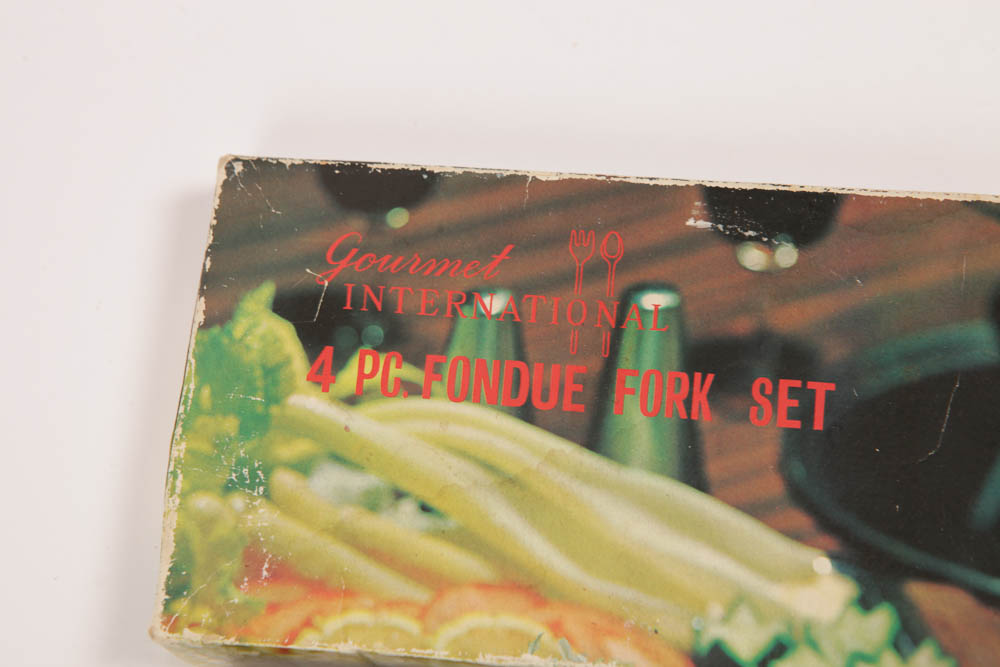 Gourmet
INTERNATIONAL
4 PC. FONDUE FORK SET